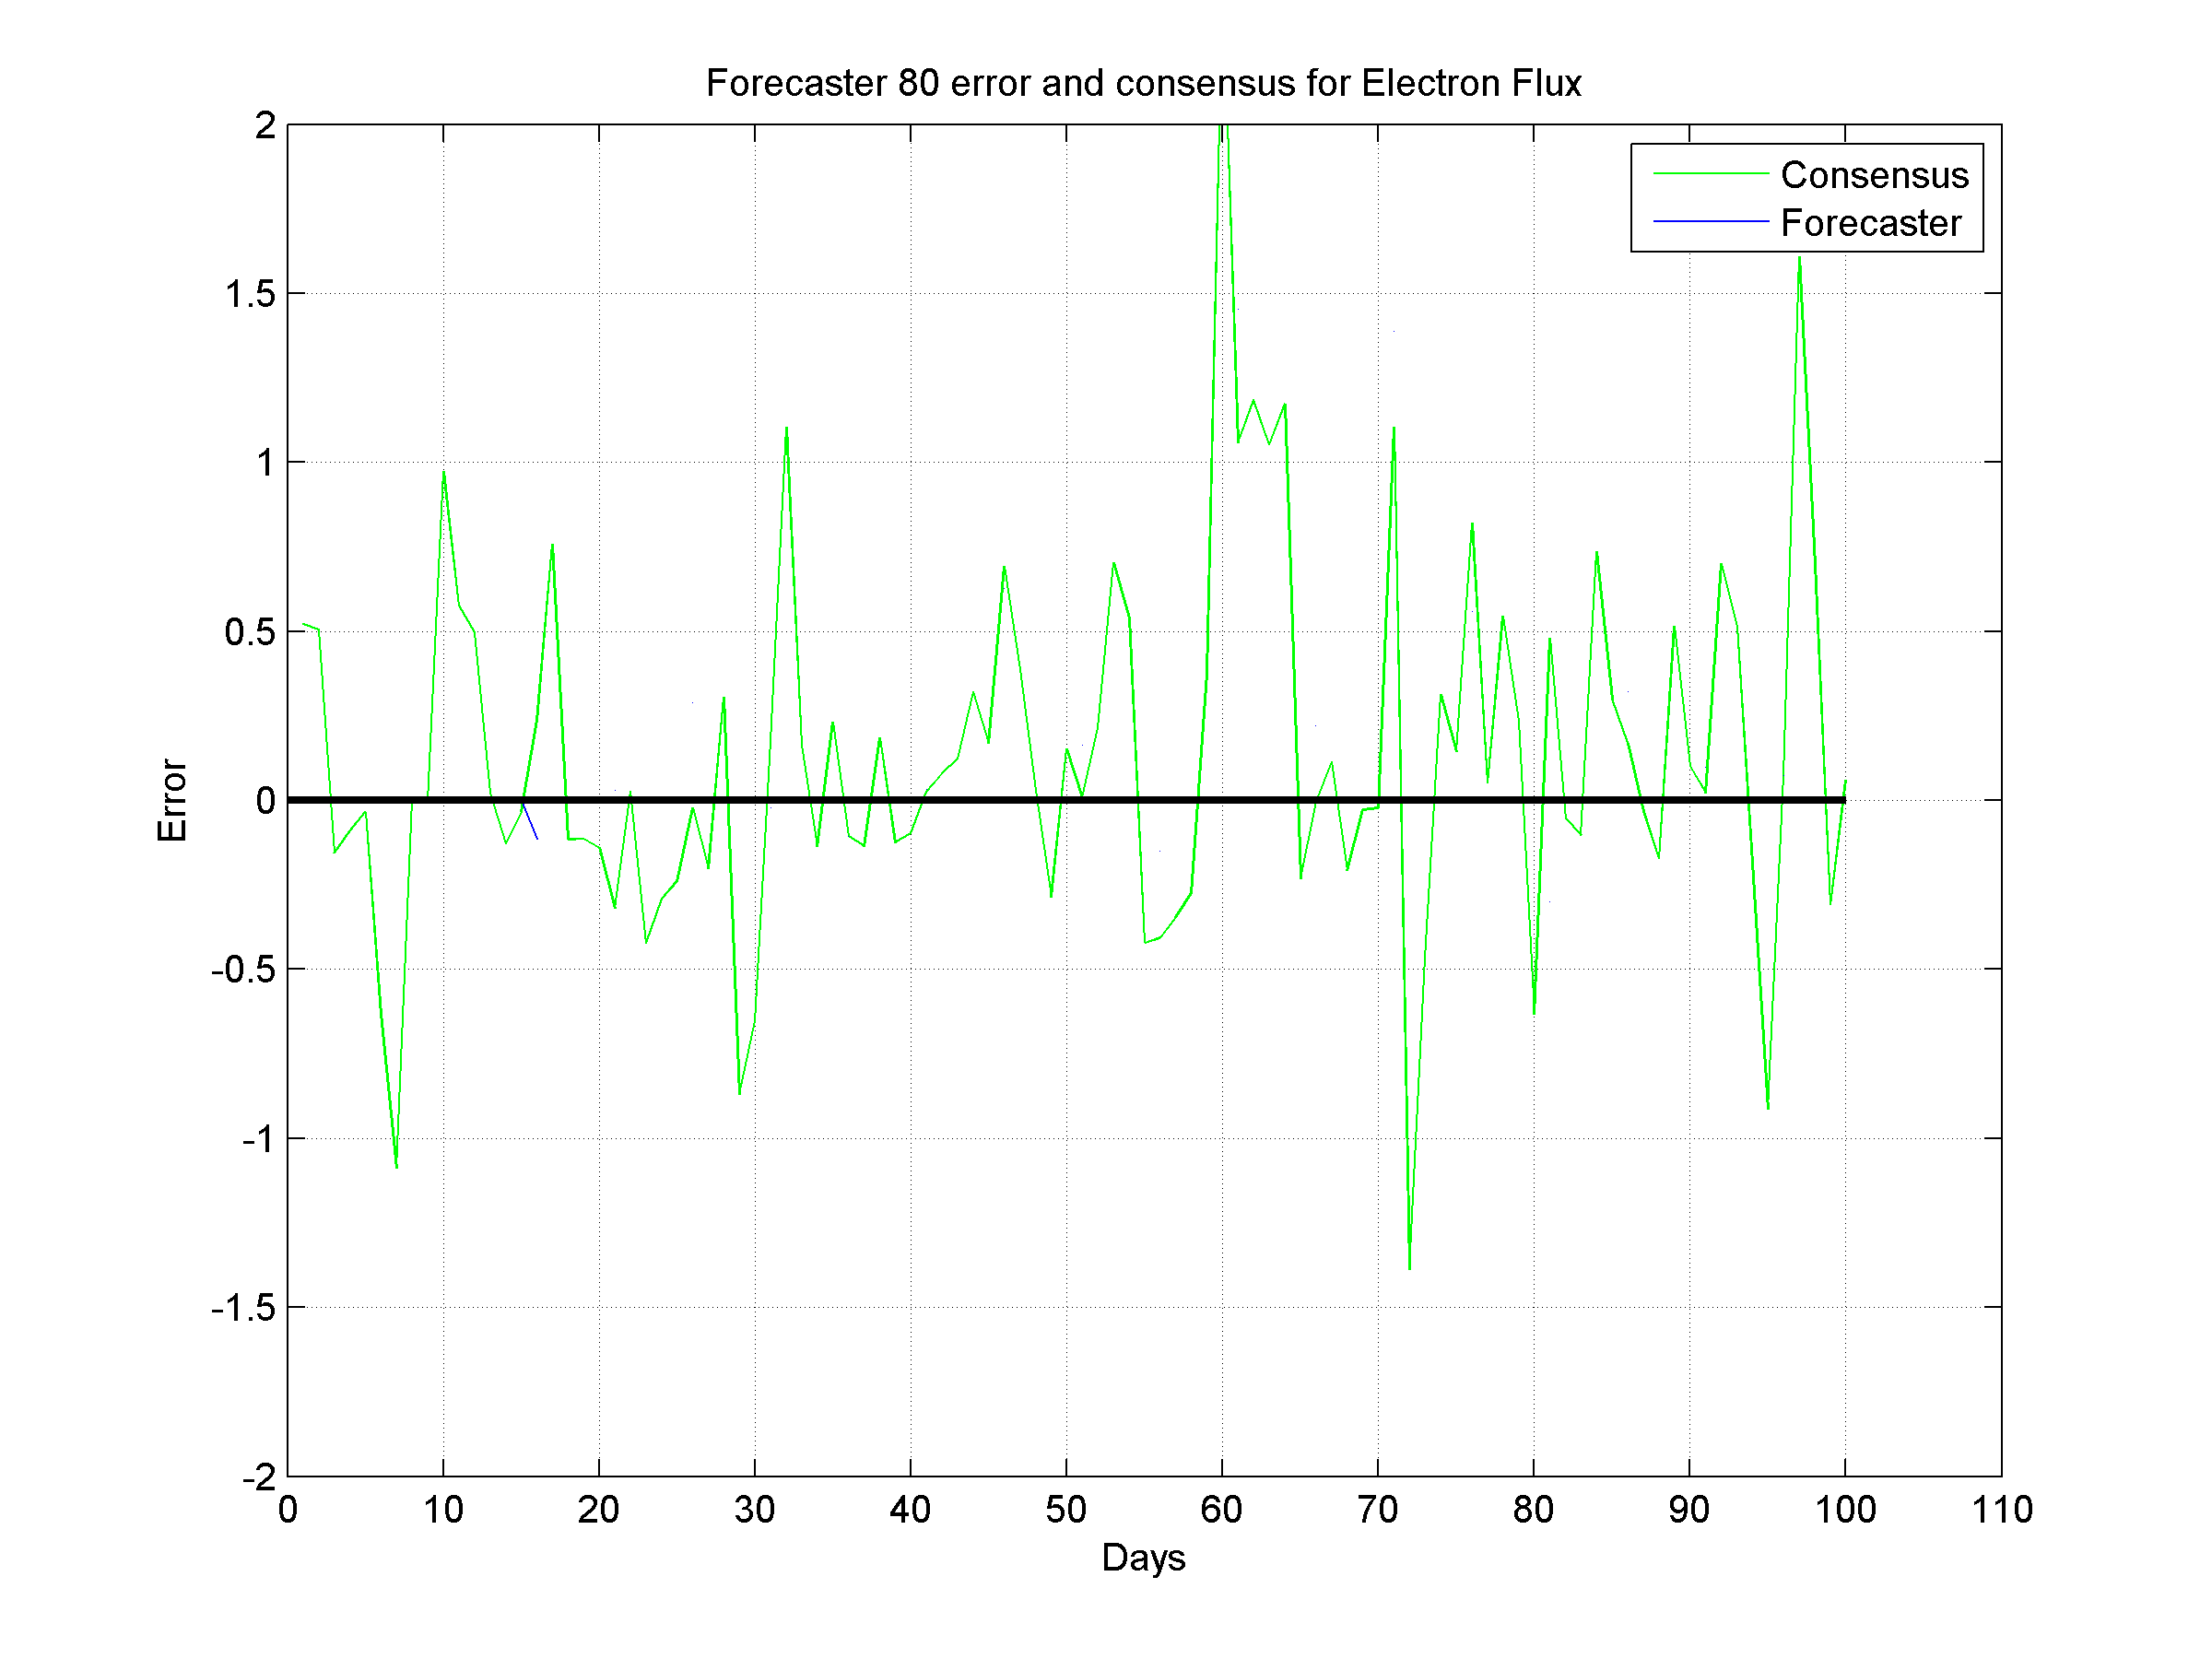 Forecaster 80 error and consensus for Electron Flux
2
1.5
1
0.5
0
-0.5
-1
-1.5
-2
Error
Consensus
Forecaster
0 10 20 30 40 50 60 70 80 90 100 110
Days